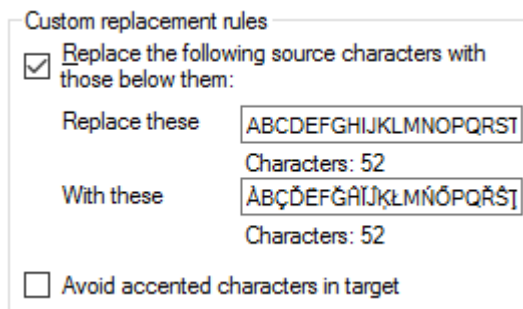 Custom replacement rules
Replace the following source characters with
those below them:
Replace these ABCDEFGHIJKLMNOPQRST
Characters: 52
With these ÀBÇĎEFĞĤĬĴĶŁMŃŐPQŘŜŢ
Characters: 52
Avoid accented characters in target